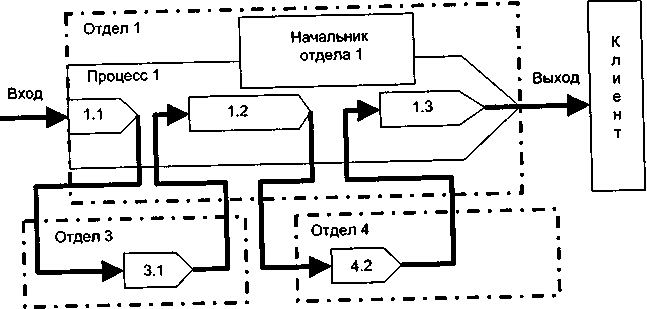 Отдел 1
Начальник
отдела 1
Процесс 1
Вход
1.1
1.2
1.3
Выход
Клиент
Отдел 3
3.1
Отдел 4
4.2